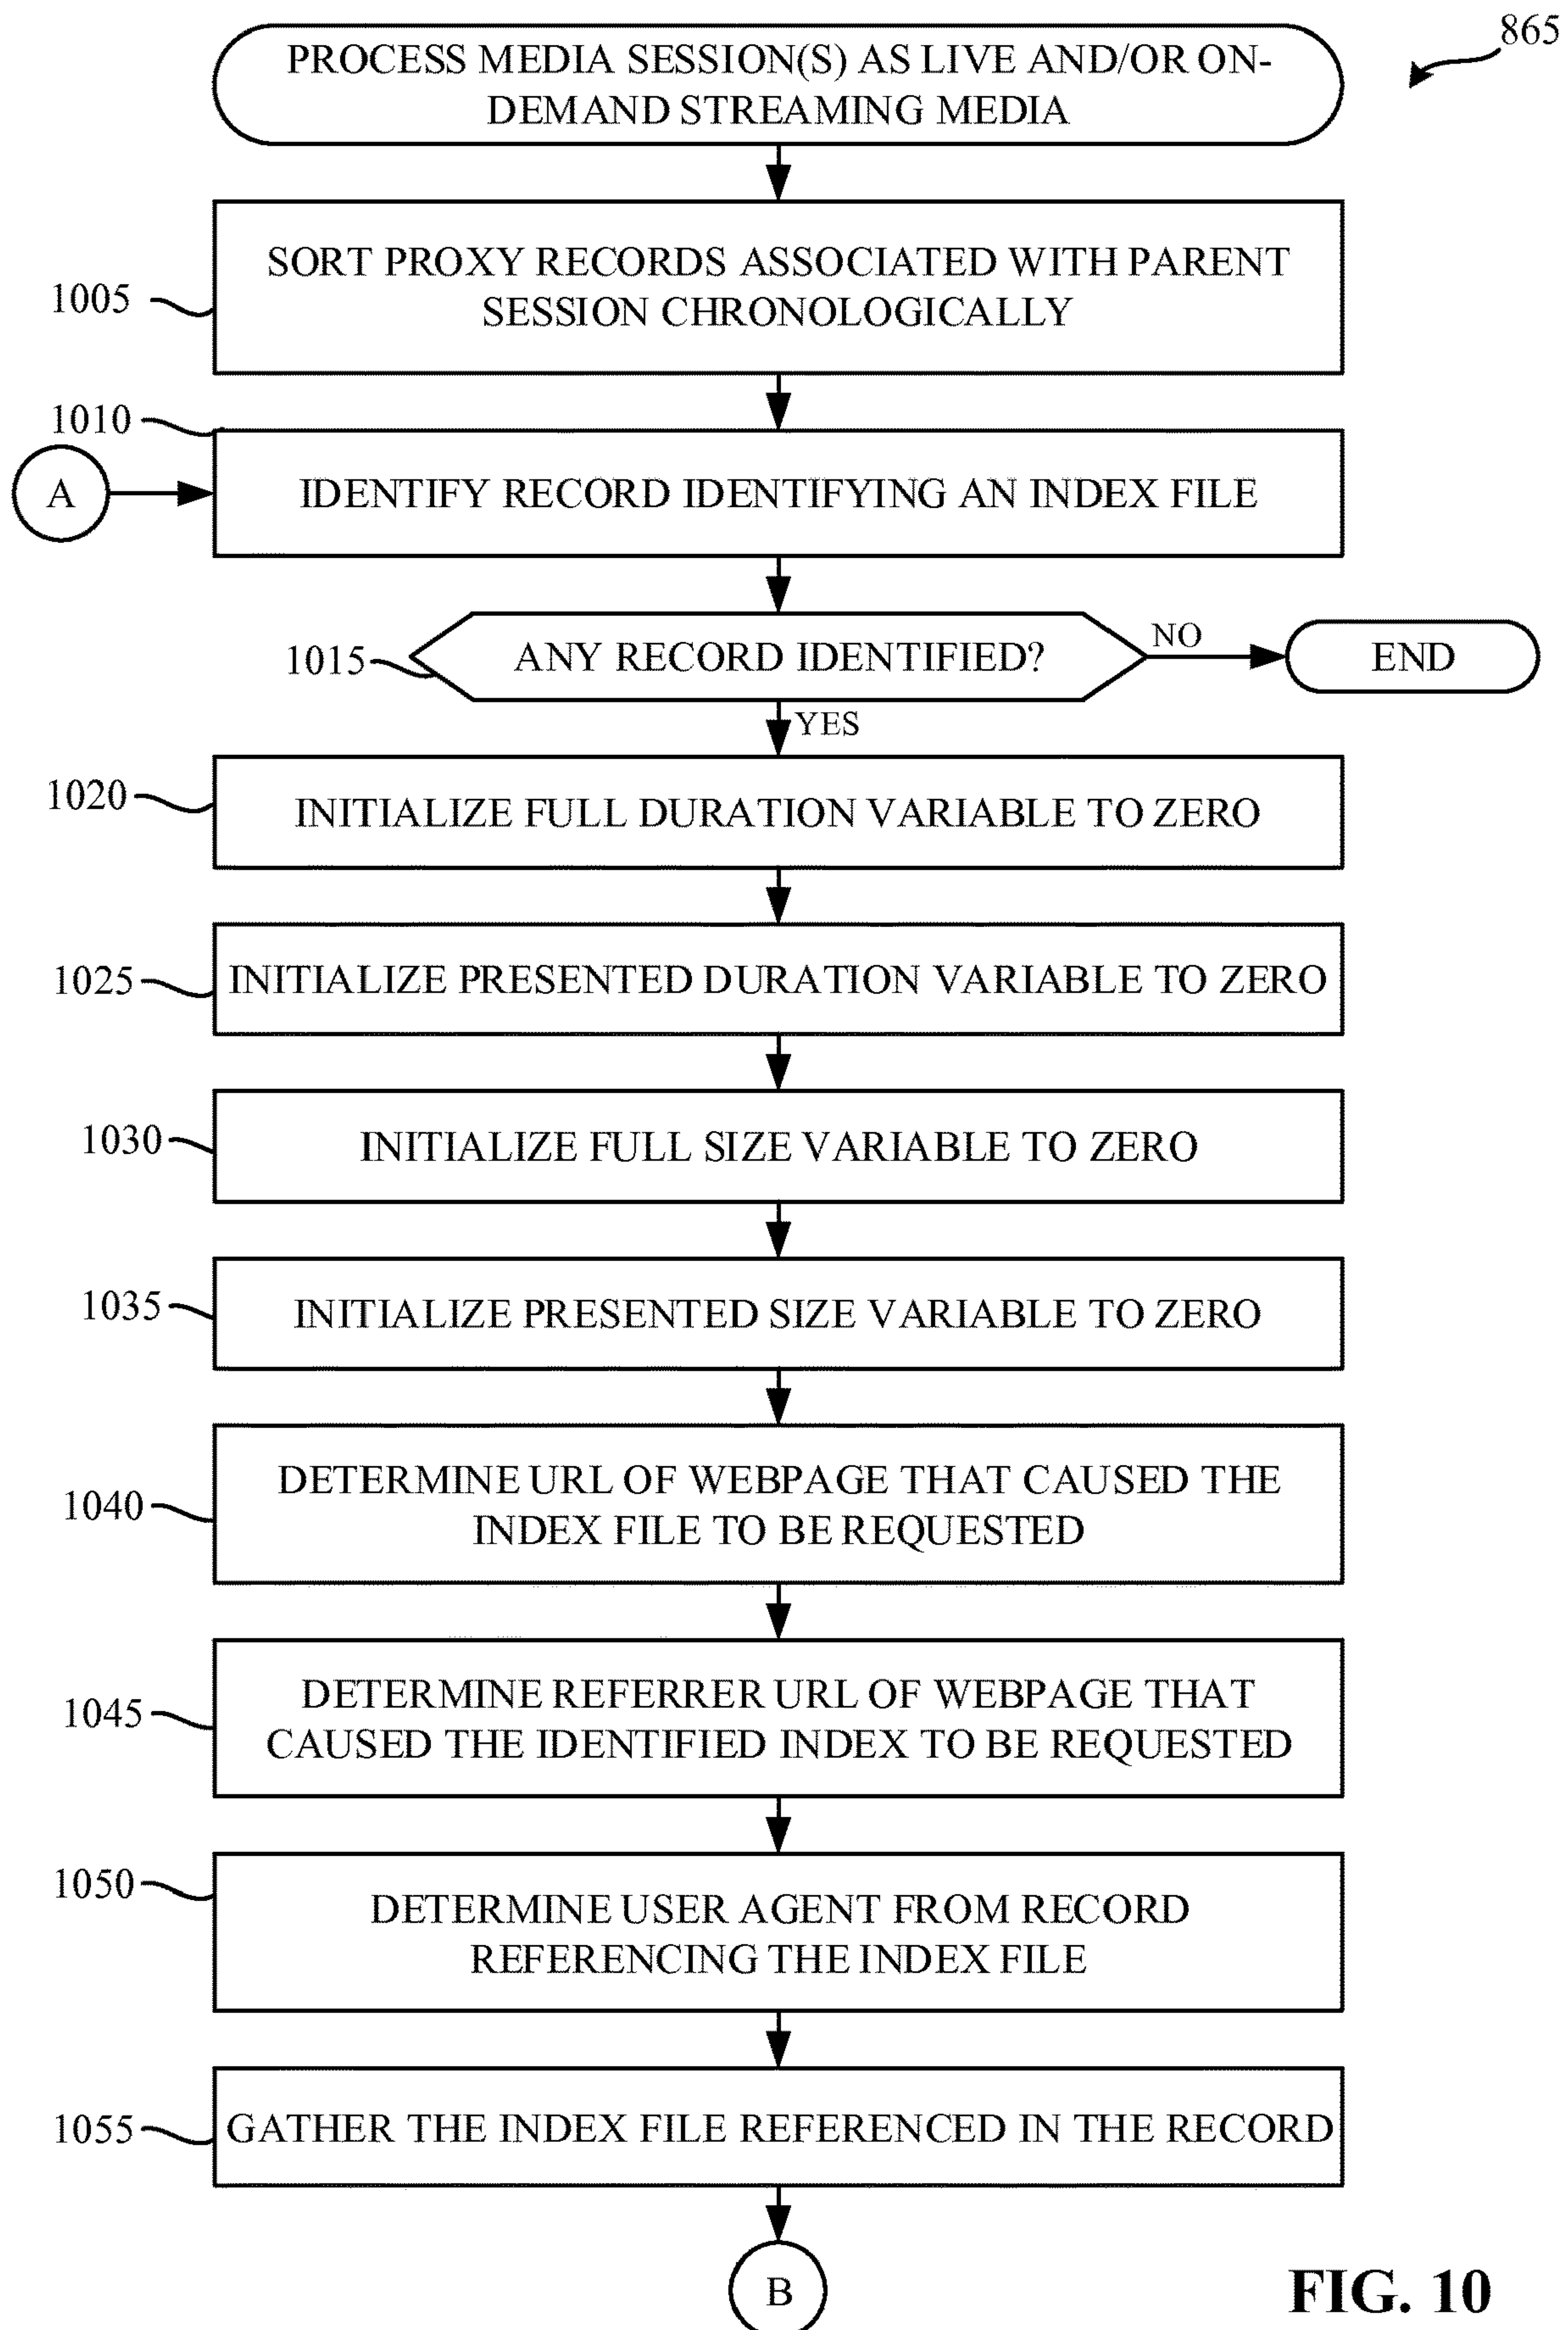 865
PROCESS MEDIA SESSION(S) AS LIVE AND/OR ON-
DEMAND STREAMING MEDIA
1005
SORT PROXY RECORDS ASSOCIATED WITH PARENT
SESSION CHRONOLOGICALLY
1010
A
IDENTIFY RECORD IDENTIFYING AN INDEX FILE
1015
ANY RECORD IDENTIFIED?
NO
END
YES
1020
INITIALIZE FULL DURATION VARIABLE TO ZERO
1025
INITIALIZE PRESENTED DURATION VARIABLE TO ZERO
1030
INITIALIZE FULL SIZE VARIABLE TO ZERO
1035
INITIALIZE PRESENTED SIZE VARIABLE TO ZERO
1040
DETERMINE URL OF WEBPAGE THAT CAUSED THE
INDEX FILE TO BE REQUESTED
1045
DETERMINE REFERRER URL OF WEBPAGE THAT
CAUSED THE IDENTIFIED INDEX TO BE REQUESTED
1050
DETERMINE USER AGENT FROM RECORD
REFERENCING THE INDEX FILE
1055
GATHER THE INDEX FILE REFERENCED IN THE RECORD
B
FIG. 10